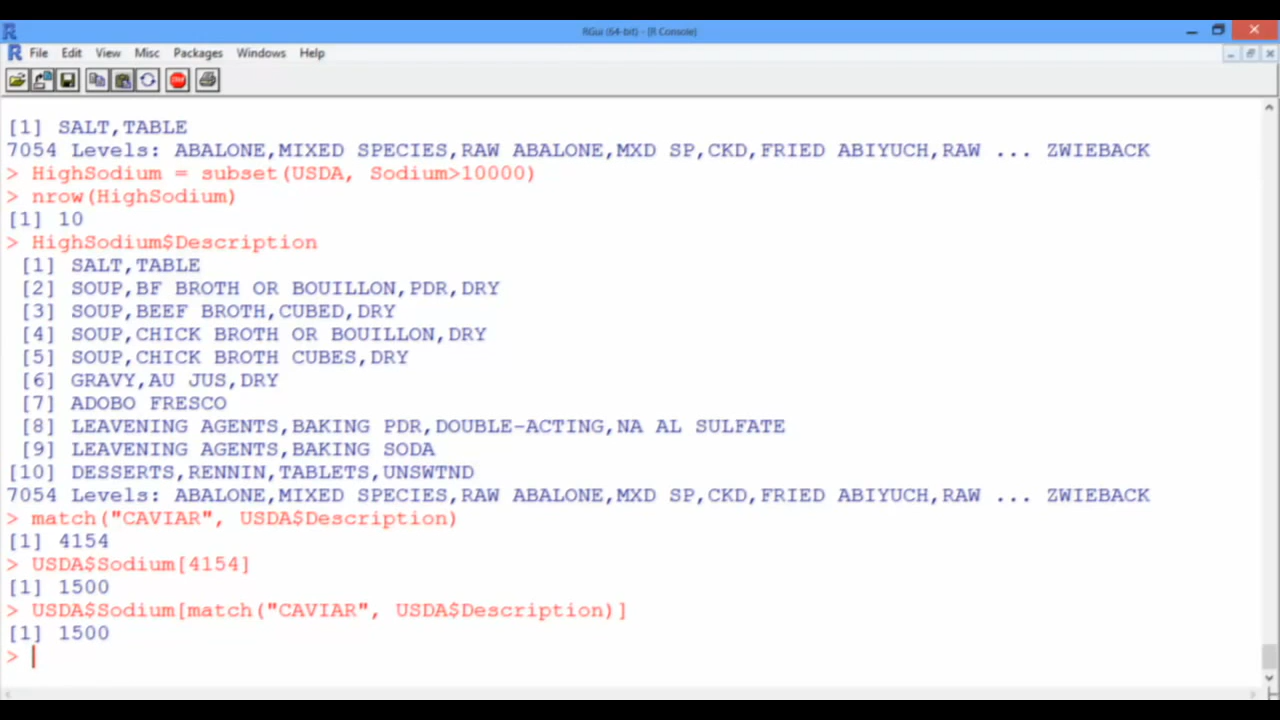 RGui (64-bit) - [R Console]
File Edit View Misc Packages Windows Help
STOP
[1] SALT,TABLE
7054 Levels: ABALONE,MIXED SPECIES,RAW ABALONE,MXD SP,CKD,FRIED ABIYUCH,RAW ... ZWIEBACK
> HighSodium = subset(USDA, Sodium>10000)
> nrow(HighSodium)
[1] 10
> HighSodium$Description
[1] SALT,TABLE
[2] SOUP,BF BROTH OR BOUILLON,PDR,DRY
[3] SOUP,BEEF BROTH,CUBED,DRY
[4] SOUP,CHICK BROTH OR BOUILLON,DRY
[5] SOUP,CHICK BROTH CUBES,DRY
[6] GRAVY,AU JUS,DRY
[7] ADOBO FRESCO
[8] LEAVENING AGENTS,BAKING PDR,DOUBLE-ACTING,NA AL SULFATE
[9] LEAVENING AGENTS,BAKING SODA
[10] DESSERTS,RENNIN,TABLETS,UNSWTND
7054 Levels: ABALONE,MIXED SPECIES,RAW ABALONE,MXD SP,CKD,FRIED ABIYUCH,RAW ... ZWIEBACK
> match("CAVIAR", USDA$Description)
[1] 4154
> USDA$Sodium[4154]
[1] 1500
> USDA$Sodium[match("CAVIAR", USDA$Description)]
[1] 1500
>